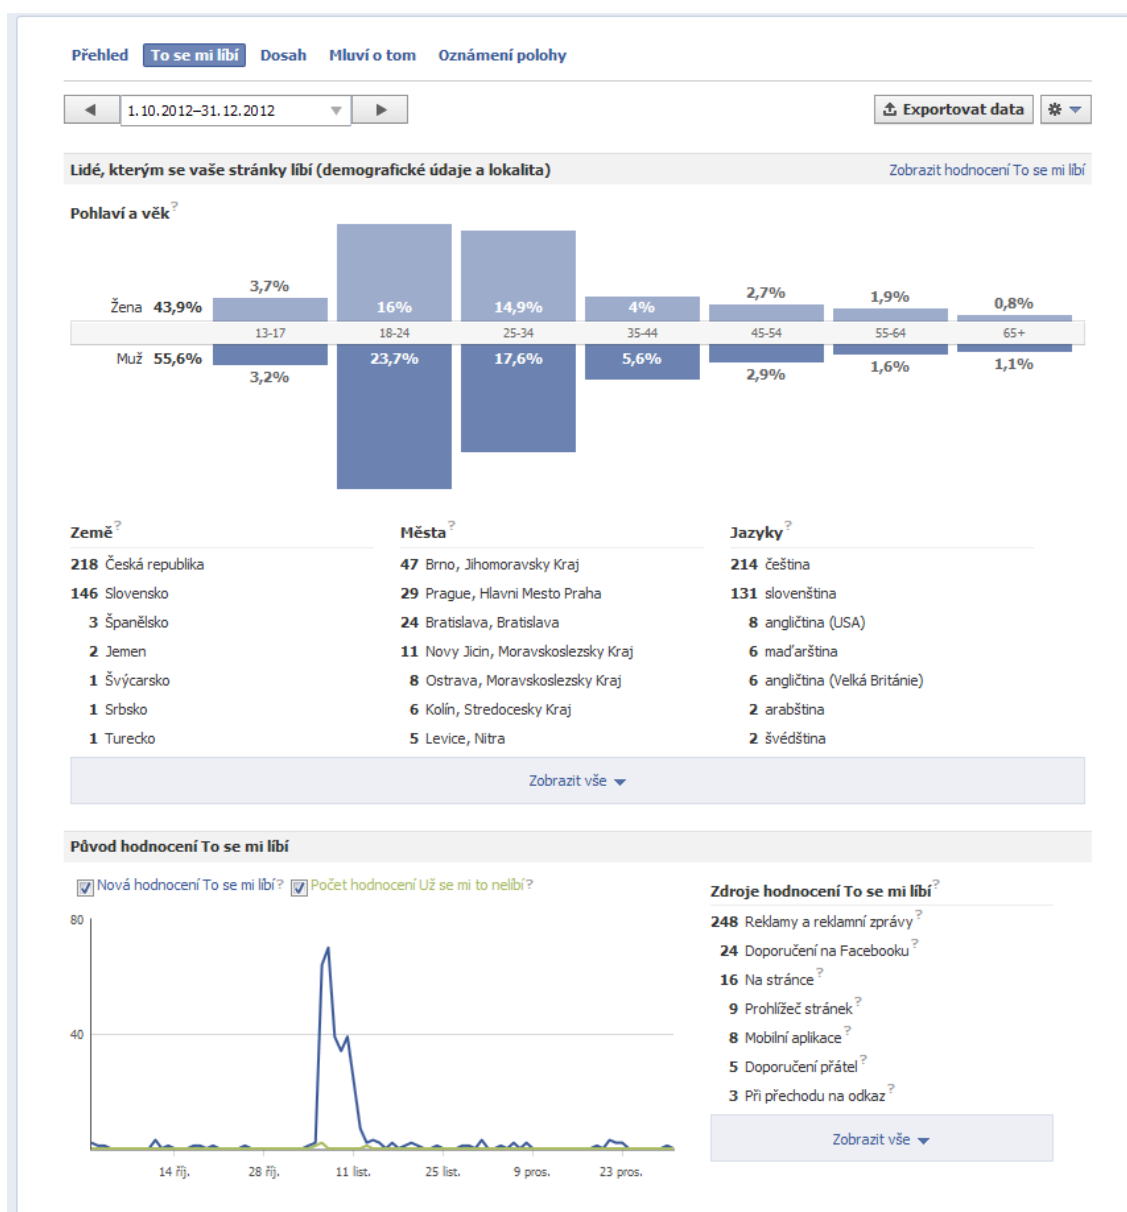 Přehled To se mi líbí Dosah Mluví o tom Oznámení polohy
1.10.2012–31.12.2012
Exportovat data
Lidé, kterým se vaše stránky líbí (demografické údaje a lokalita) Zobrazit hodnocení To se mi líbí
Pohlaví a věk?
3,7% 16% 14,9% 4% 2,7% 1,9% 0,8%
Žena 43,9%
13-17 18-24 25-34 35-44 45-54 55-64 65+
Muž 55,6%
3,2% 23,7% 17,6% 5,6% 2,9% 1,6% 1,1%
Země?
218 Česká republika
146 Slovensko
3 Španělsko
2 Jemen
1 Švýcarsko
1 Srbsko
1 Turecko
Města?
47 Brno, Jihomoravsky Kraj
29 Prague, Hlavni Mesto Praha
24 Bratislava, Bratislava
11 Novy Jicin, Moravskoslezsky Kraj
8 Ostrava, Moravskoslezsky Kraj
6 Kolín, Stredocesky Kraj
5 Levice, Nitra
Jazyky?
214 čeština
131 slovenština
8 angličtina (USA)
6 maďarština
6 angličtina (Velká Británie)
2 arabština
2 švédština
Zobrazit vše
Původ hodnocení To se mi líbí
Nová hodnocení To se mi líbí? Počet hodnocení Už se mi to nelíbí?
80
40
14 říj. 28 říj. 11 list. 25 list. 9 pros. 23 pros.
Zdroje hodnocení To se mi líbí?
248 Reklamy a reklamní zprávy?
24 Doporučení na Facebooku?
16 Na stránce?
9 Prohlížeč stránek?
8 Mobilní aplikace?
5 Doporučení přátel?
3 Při přechodu na odkaz?
Zobrazit vše